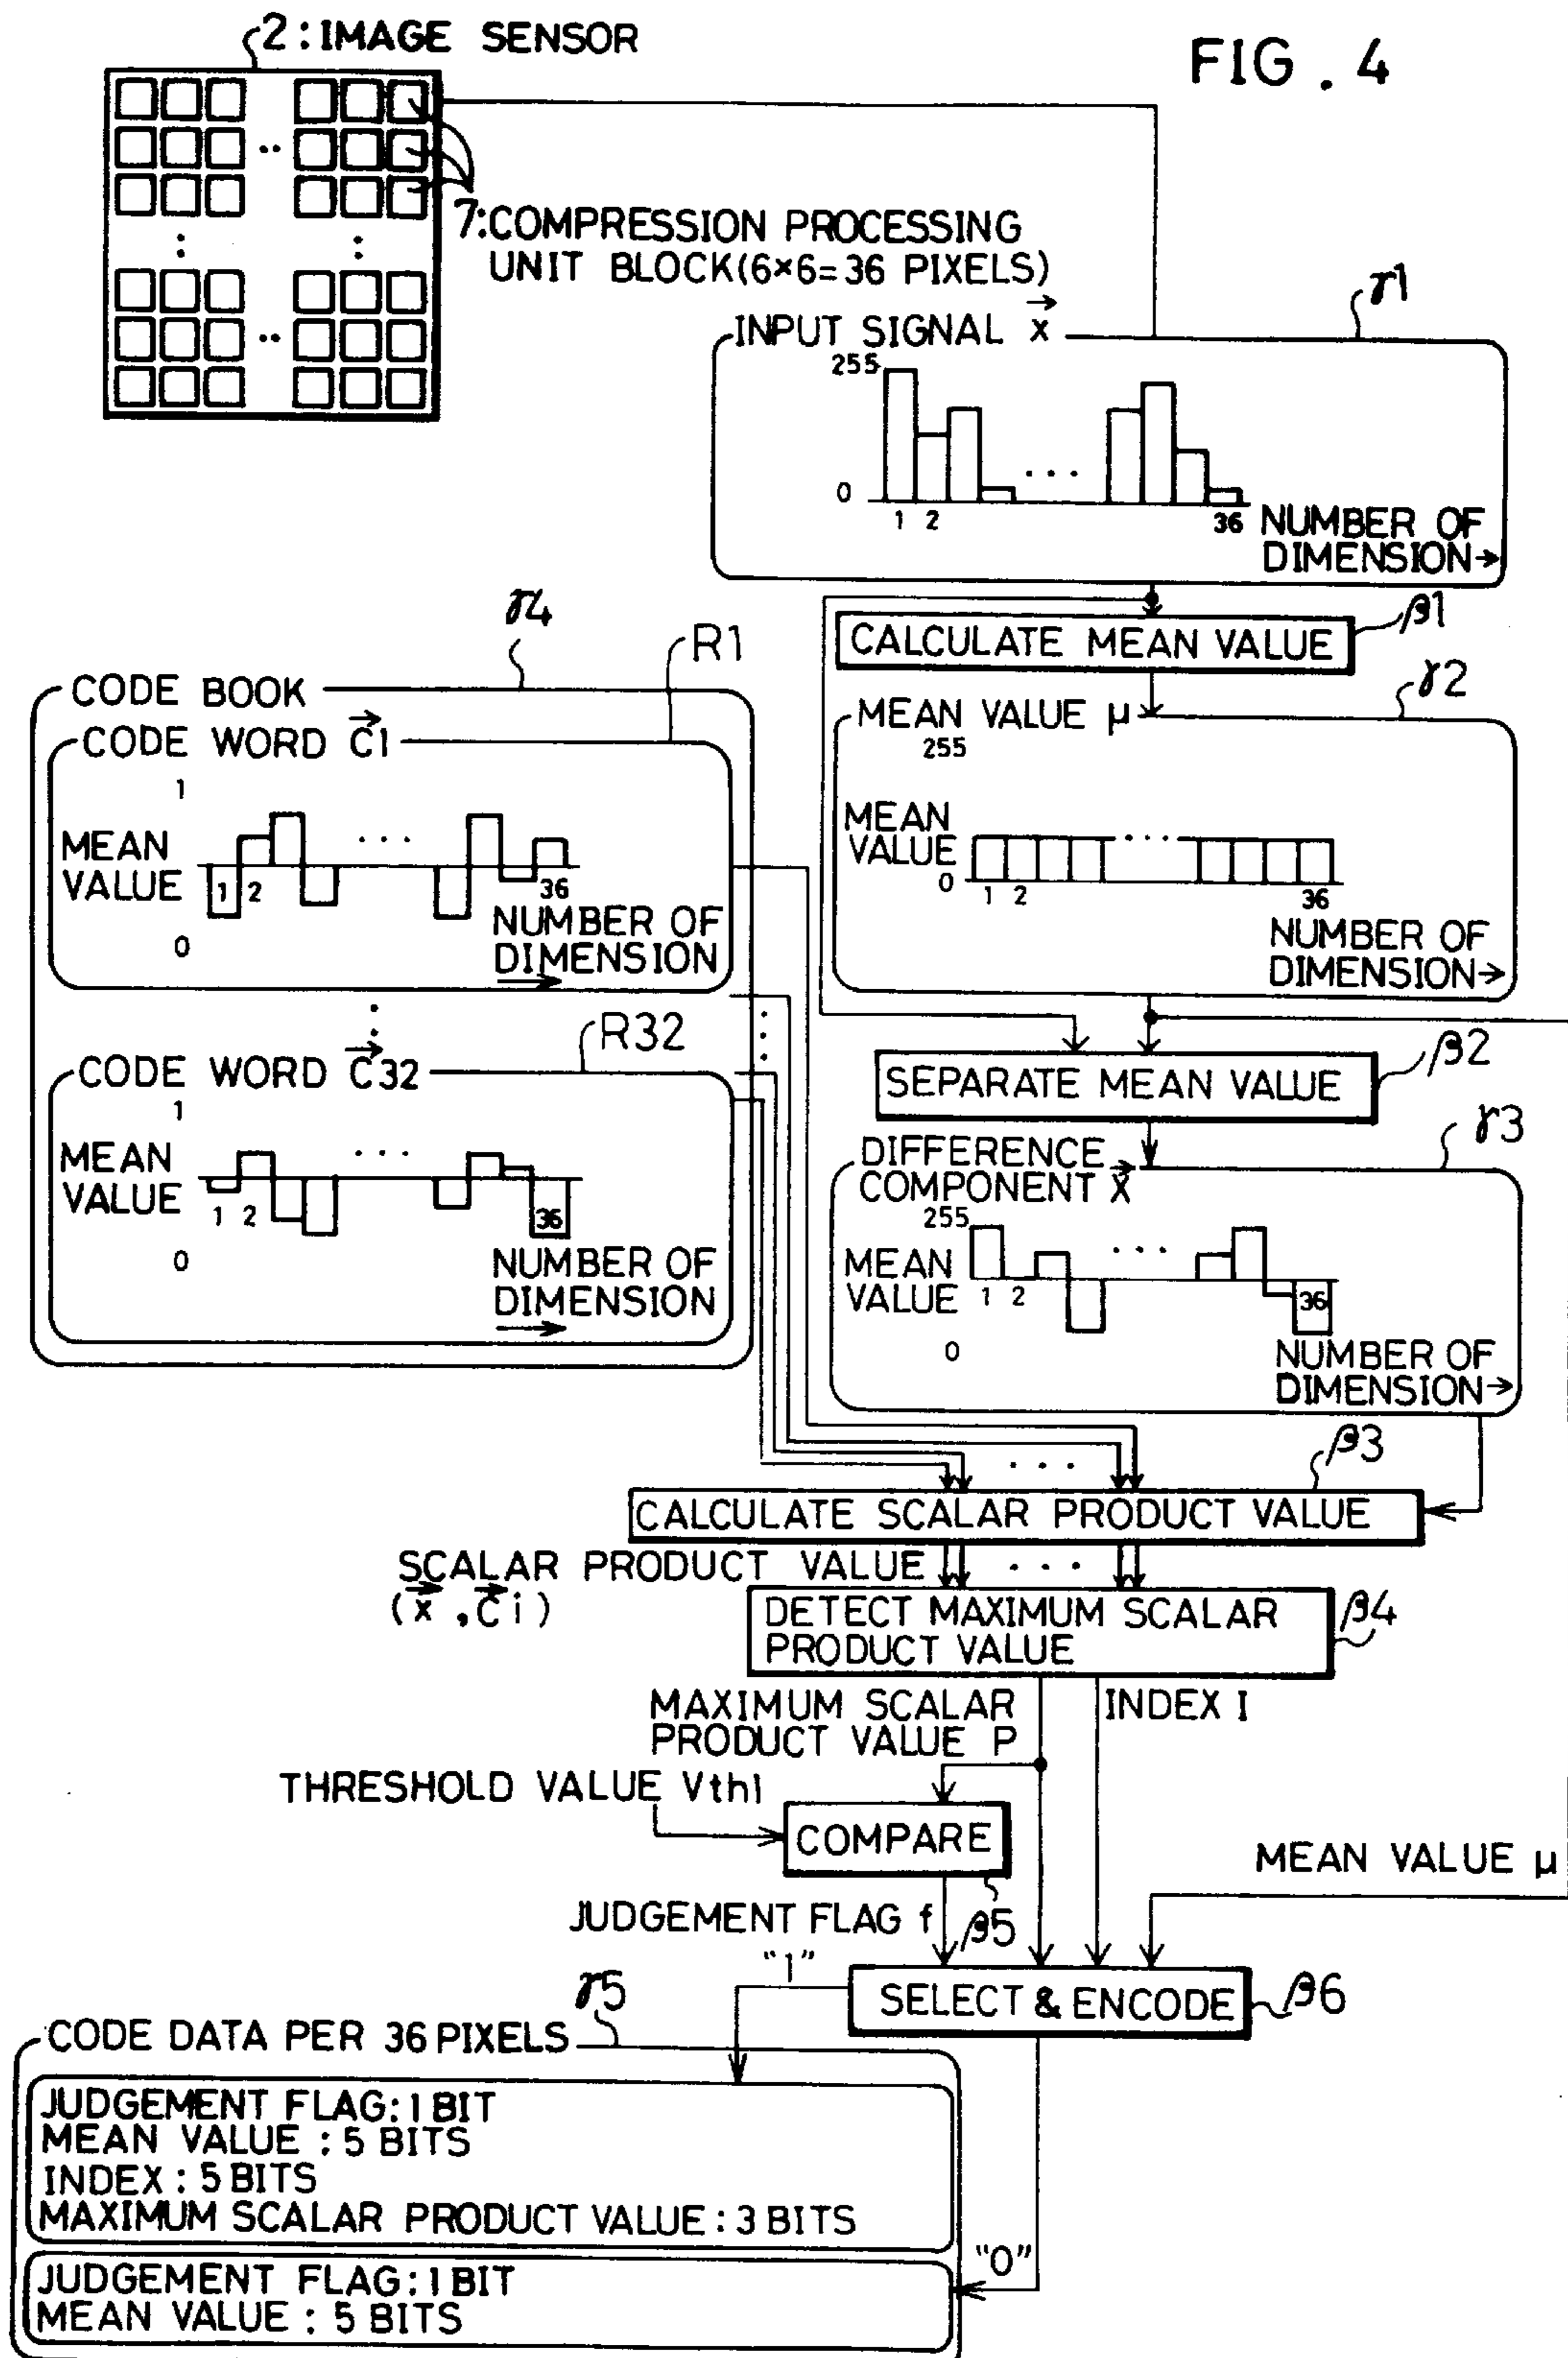 2:IMAGE SENSOR
FIG. 4
7:COMPRESSION PROCESSING
UNIT BLOCK(6×6=36 PIXELS)
γ1
INPUT SIGNAL x⃗
255
0
1 2 36
NUMBER OF
DIMENSION→
β1
CALCULATE MEAN VALUE
γ2
MEAN VALUE μ
255
MEAN
VALUE
0
1 2 36
NUMBER OF
DIMENSION→
γ4
R1
CODE BOOK
CODE WORD C⃗1
1
MEAN
VALUE
1 2 36
0
NUMBER OF
DIMENSION
R32
CODE WORD C⃗32
1
MEAN
VALUE
1 2 36
0
NUMBER OF
DIMENSION
β2
SEPARATE MEAN VALUE
γ3
DIFFERENCE
COMPONENT X⃗
255
MEAN
VALUE
1 2 36
0
NUMBER OF
DIMENSION→
β3
CALCULATE SCALAR PRODUCT VALUE
SCALAR PRODUCT VALUE
(x⃗,C⃗i)
DETECT MAXIMUM SCALAR
PRODUCT VALUE
β4
MAXIMUM SCALAR
PRODUCT VALUE P
INDEX I
THRESHOLD VALUE Vth1
COMPARE
β5
MEAN VALUE μ
JUDGEMENT FLAG f
"1"
SELECT & ENCODE
β6
γ5
CODE DATA PER 36 PIXELS
JUDGEMENT FLAG:1 BIT
MEAN VALUE : 5 BITS
INDEX : 5 BITS
MAXIMUM SCALAR PRODUCT VALUE : 3 BITS
"0"
JUDGEMENT FLAG:1 BIT
MEAN VALUE : 5 BITS